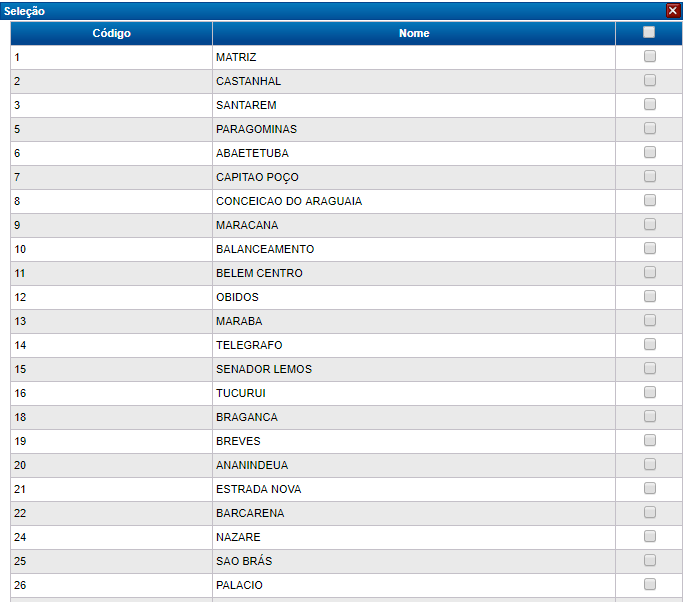 Seleção
Código Nome
1 MATRIZ
2 CASTANHAL
3 SANTAREM
5 PARAGOMINAS
6 ABAETETUBA
7 CAPITAO POÇO
8 CONCEICAO DO ARAGUAIA
9 MARACANA
10 BALANCEAMENTO
11 BELEM CENTRO
12 OBIDOS
13 MARABA
14 TELEGRAFO
15 SENADOR LEMOS
16 TUCURUI
18 BRAGANCA
19 BREVES
20 ANANINDEUA
21 ESTRADA NOVA
22 BARCARENA
24 NAZARE
25 SAO BRÁS
26 PALACIO